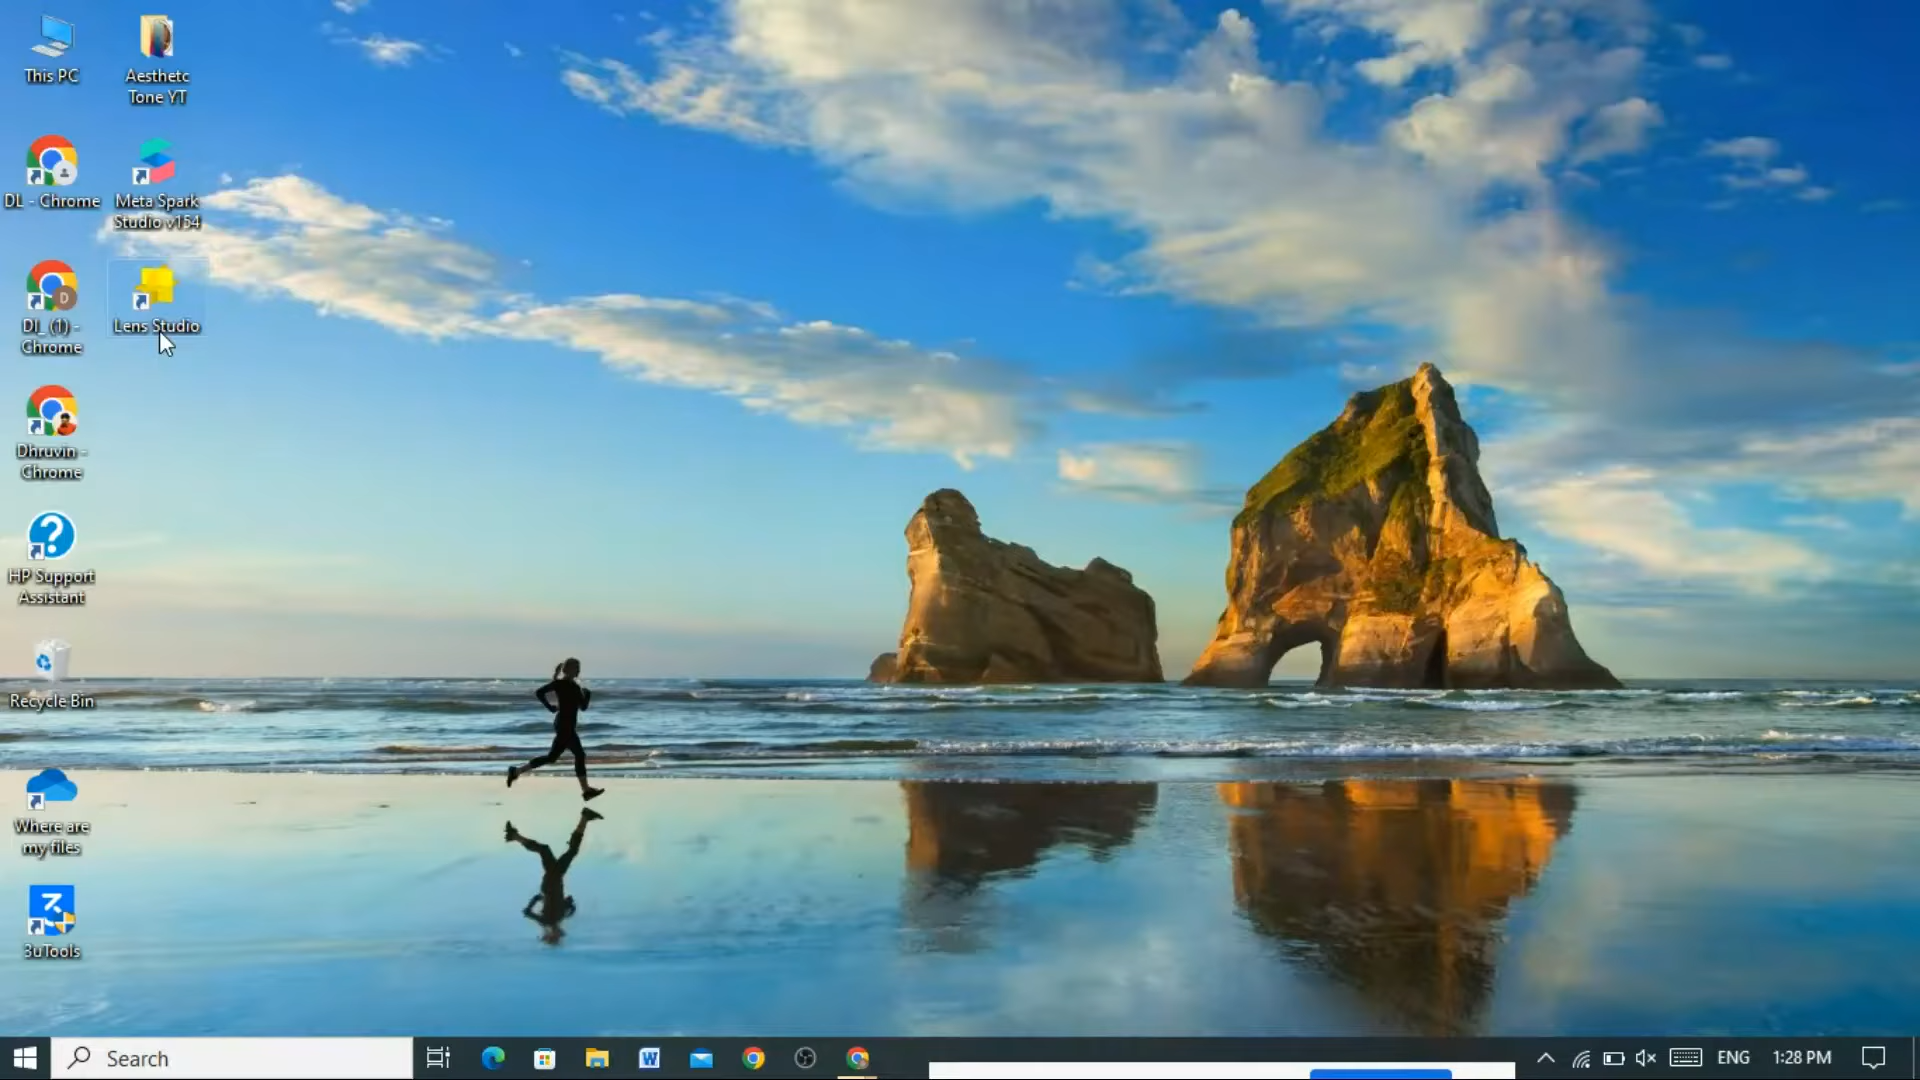 This PC
Aesthetc
Tone YT
DL - Chrome
Meta Spark
Studio v154
DL (1) -
Chrome
Lens Studio
Dhruvin -
Chrome
HP Support
Assistant
Recycle Bin
Where are
my files
3uTools
Search
ENG
1:28 PM